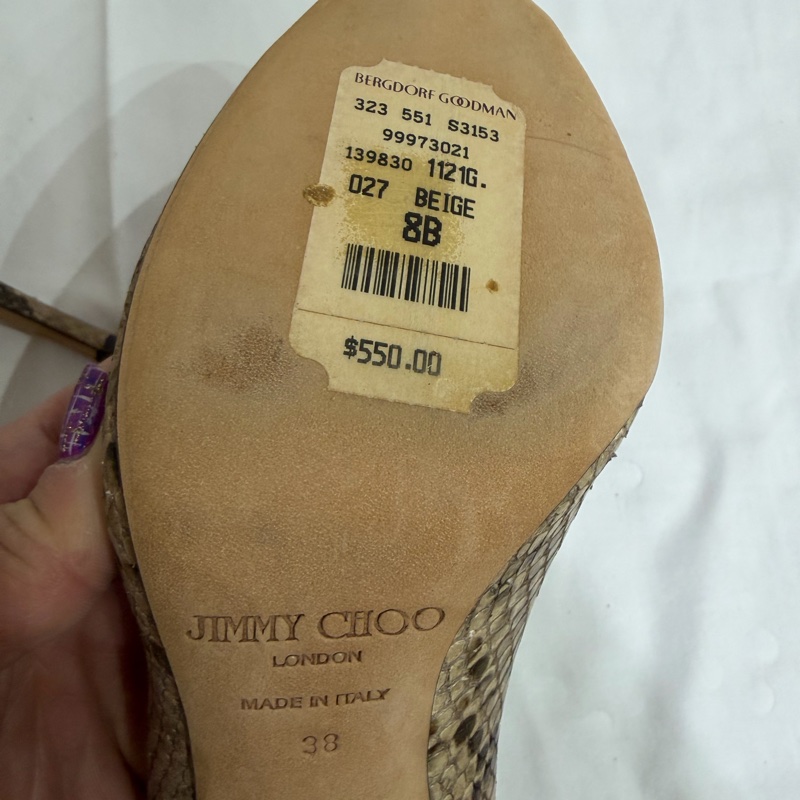 BERGDORF GOODMAN
323 551 S3153
99973021
139830 1121G.
027 BEIGE
8B
$550.00
JIMMY CHOO
LONDON
MADE IN ITALY
38